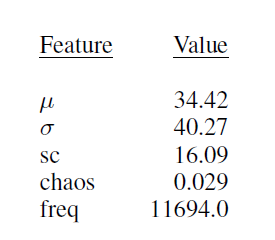 Feature Value
μ 34.42
σ 40.27
sc 16.09
chaos 0.029
freq 11694.0